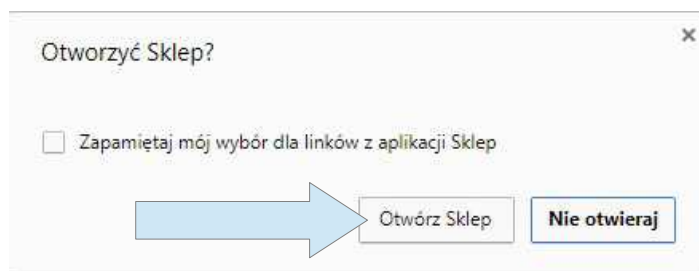 Otworzyć Sklep?
Zapamiętaj mój wybór dla linków z aplikacji Sklep
Otwórz Sklep
Nie otwieraj